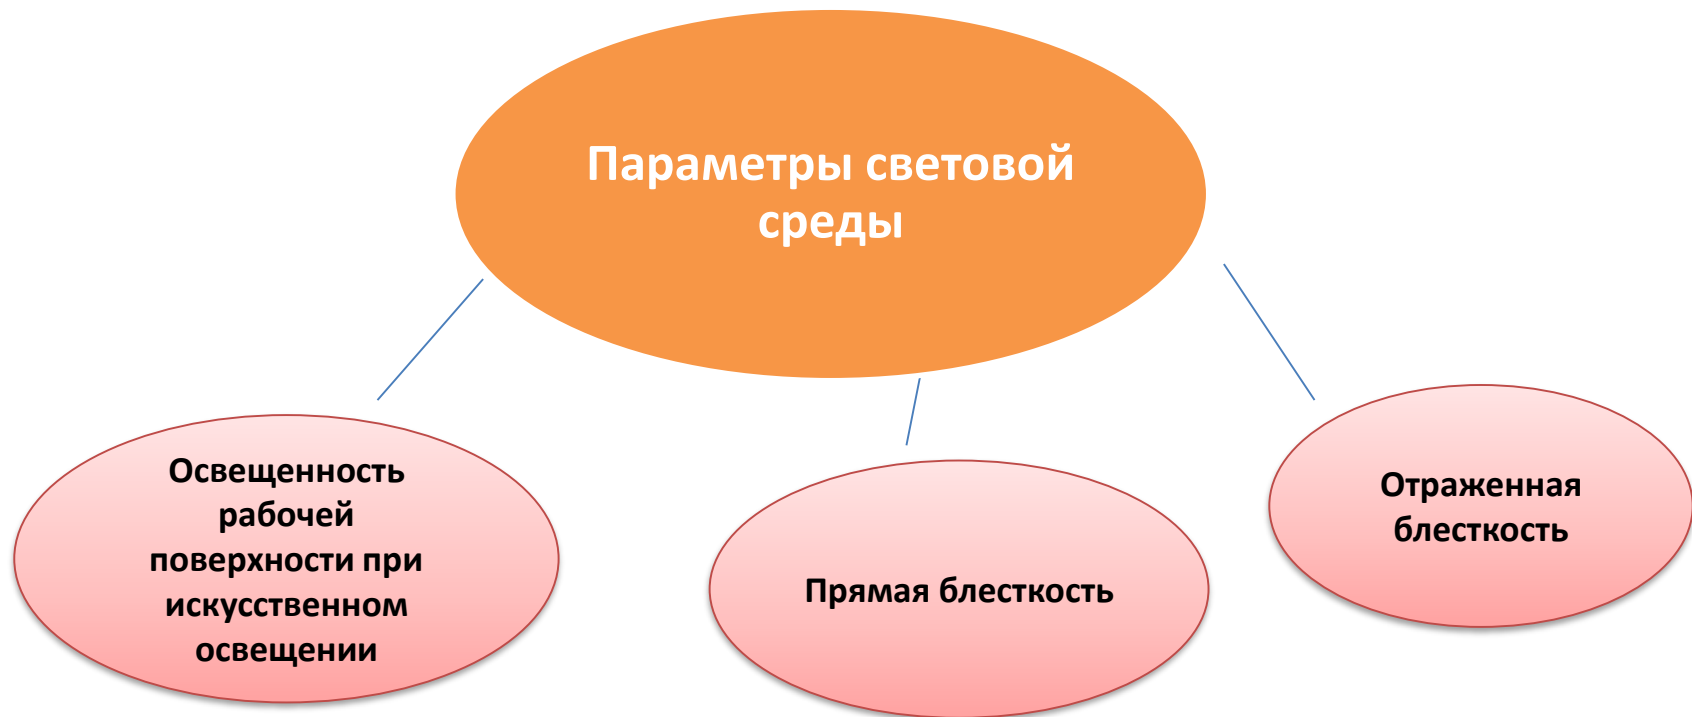 Параметры световой
среды
Освещенность
рабочей
поверхности при
искусственном
освещении
Прямая блесткость
Отраженная
блесткость